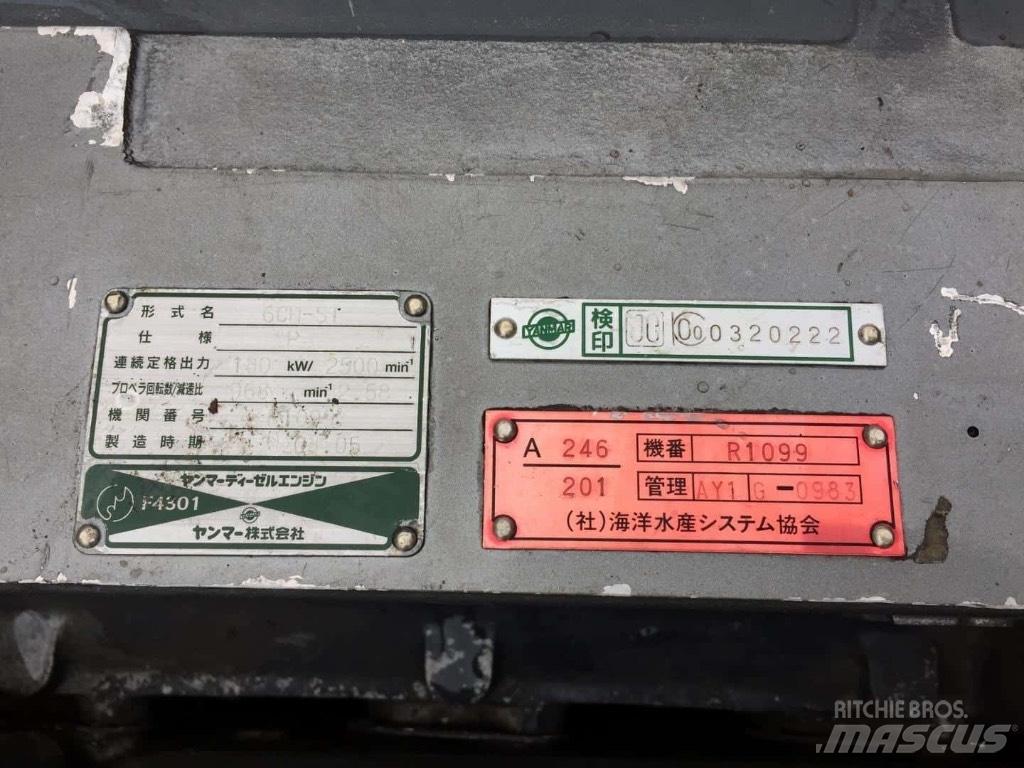 形式名 6CH-ST
仕様 P
連続定格出力 kW/ min⁻¹
プロペラ回転数/減速比 min⁻¹
機関番号
製造時期
ヤンマーディーゼルエンジン
F4301
ヤンマー株式会社
YANMAR 検印 000320222
A 246 機番 R1099
201 管理 AY1 G-0983
(社)海洋水産システム協会
RITCHIE BROS.
MASCUS